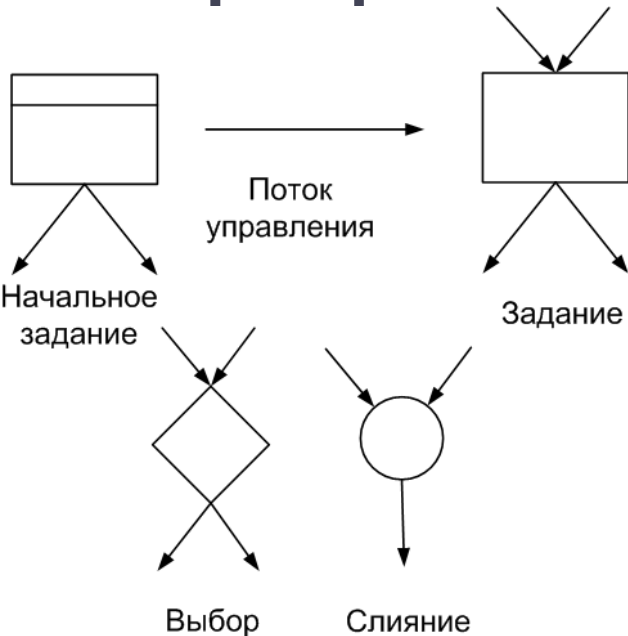 Поток
управления
Начальное
задание
Задание
Выбор
Слияние